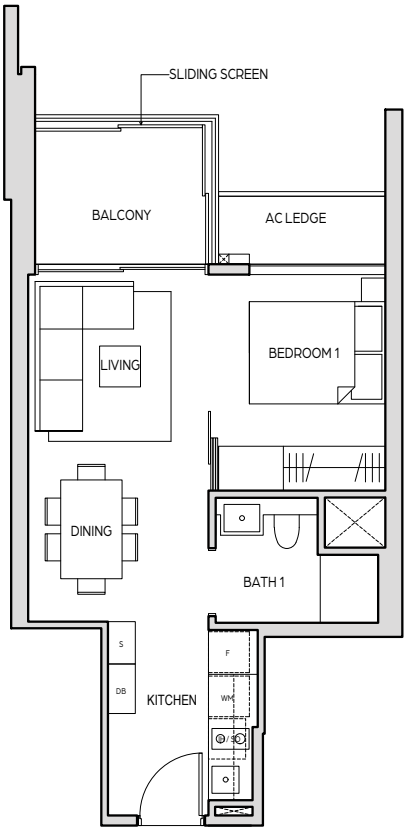 SLIDING SCREEN
BALCONY
AC LEDGE
LIVING
BEDROOM 1
DINING
BATH 1
S
F
DB
KITCHEN
WM